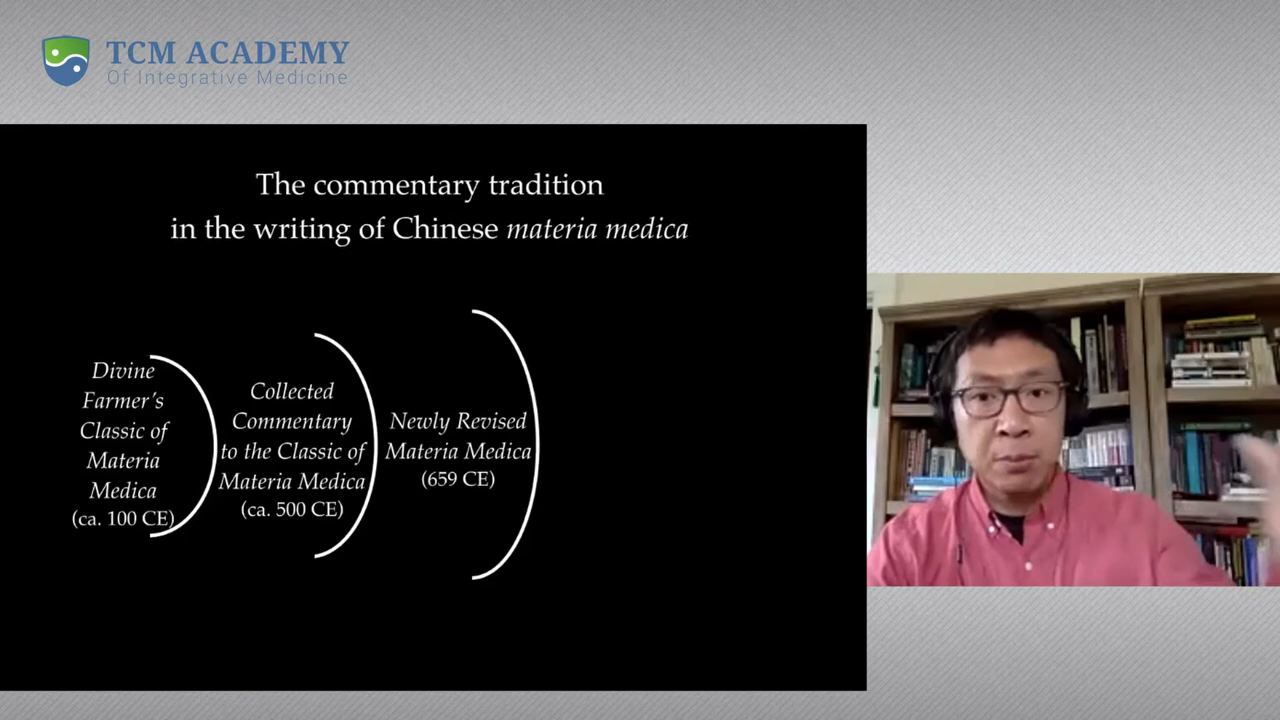 TCM ACADEMY
Of Integrative Medicine
The commentary tradition
in the writing of Chinese materia medica
Divine
Farmer's
Classic of
Materia
Medica
(ca. 100 CE)
Collected
Commentary
to the Classic of
Materia Medica
(ca. 500 CE)
Newly Revised
Materia Medica
(659 CE)